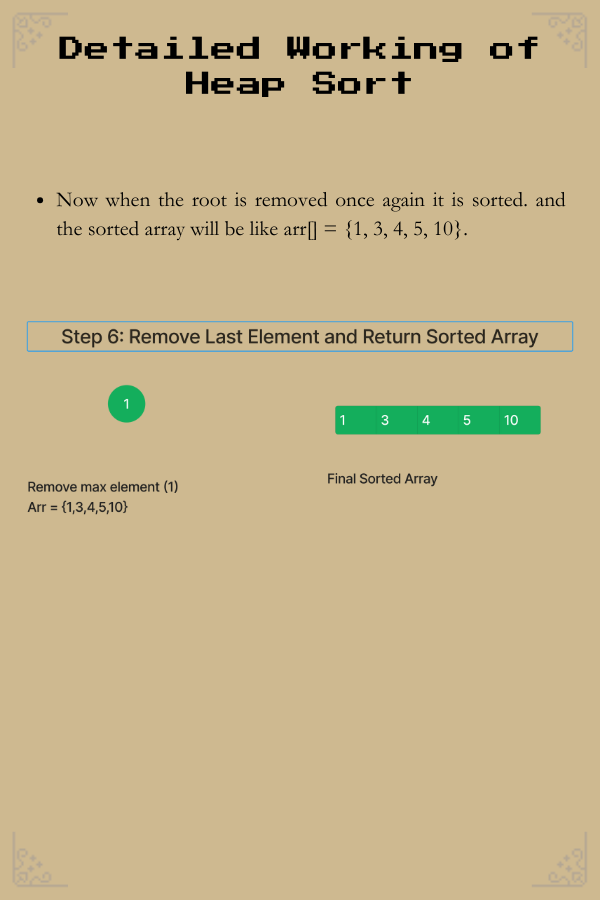 Detailed Working of
Heap Sort
• Now when the root is removed once again it is sorted. and
the sorted array will be like arr[] = {1, 3, 4, 5, 10}.
Step 6: Remove Last Element and Return Sorted Array
1
1 3 4 5 10
Remove max element (1)
Arr = {1,3,4,5,10}
Final Sorted Array